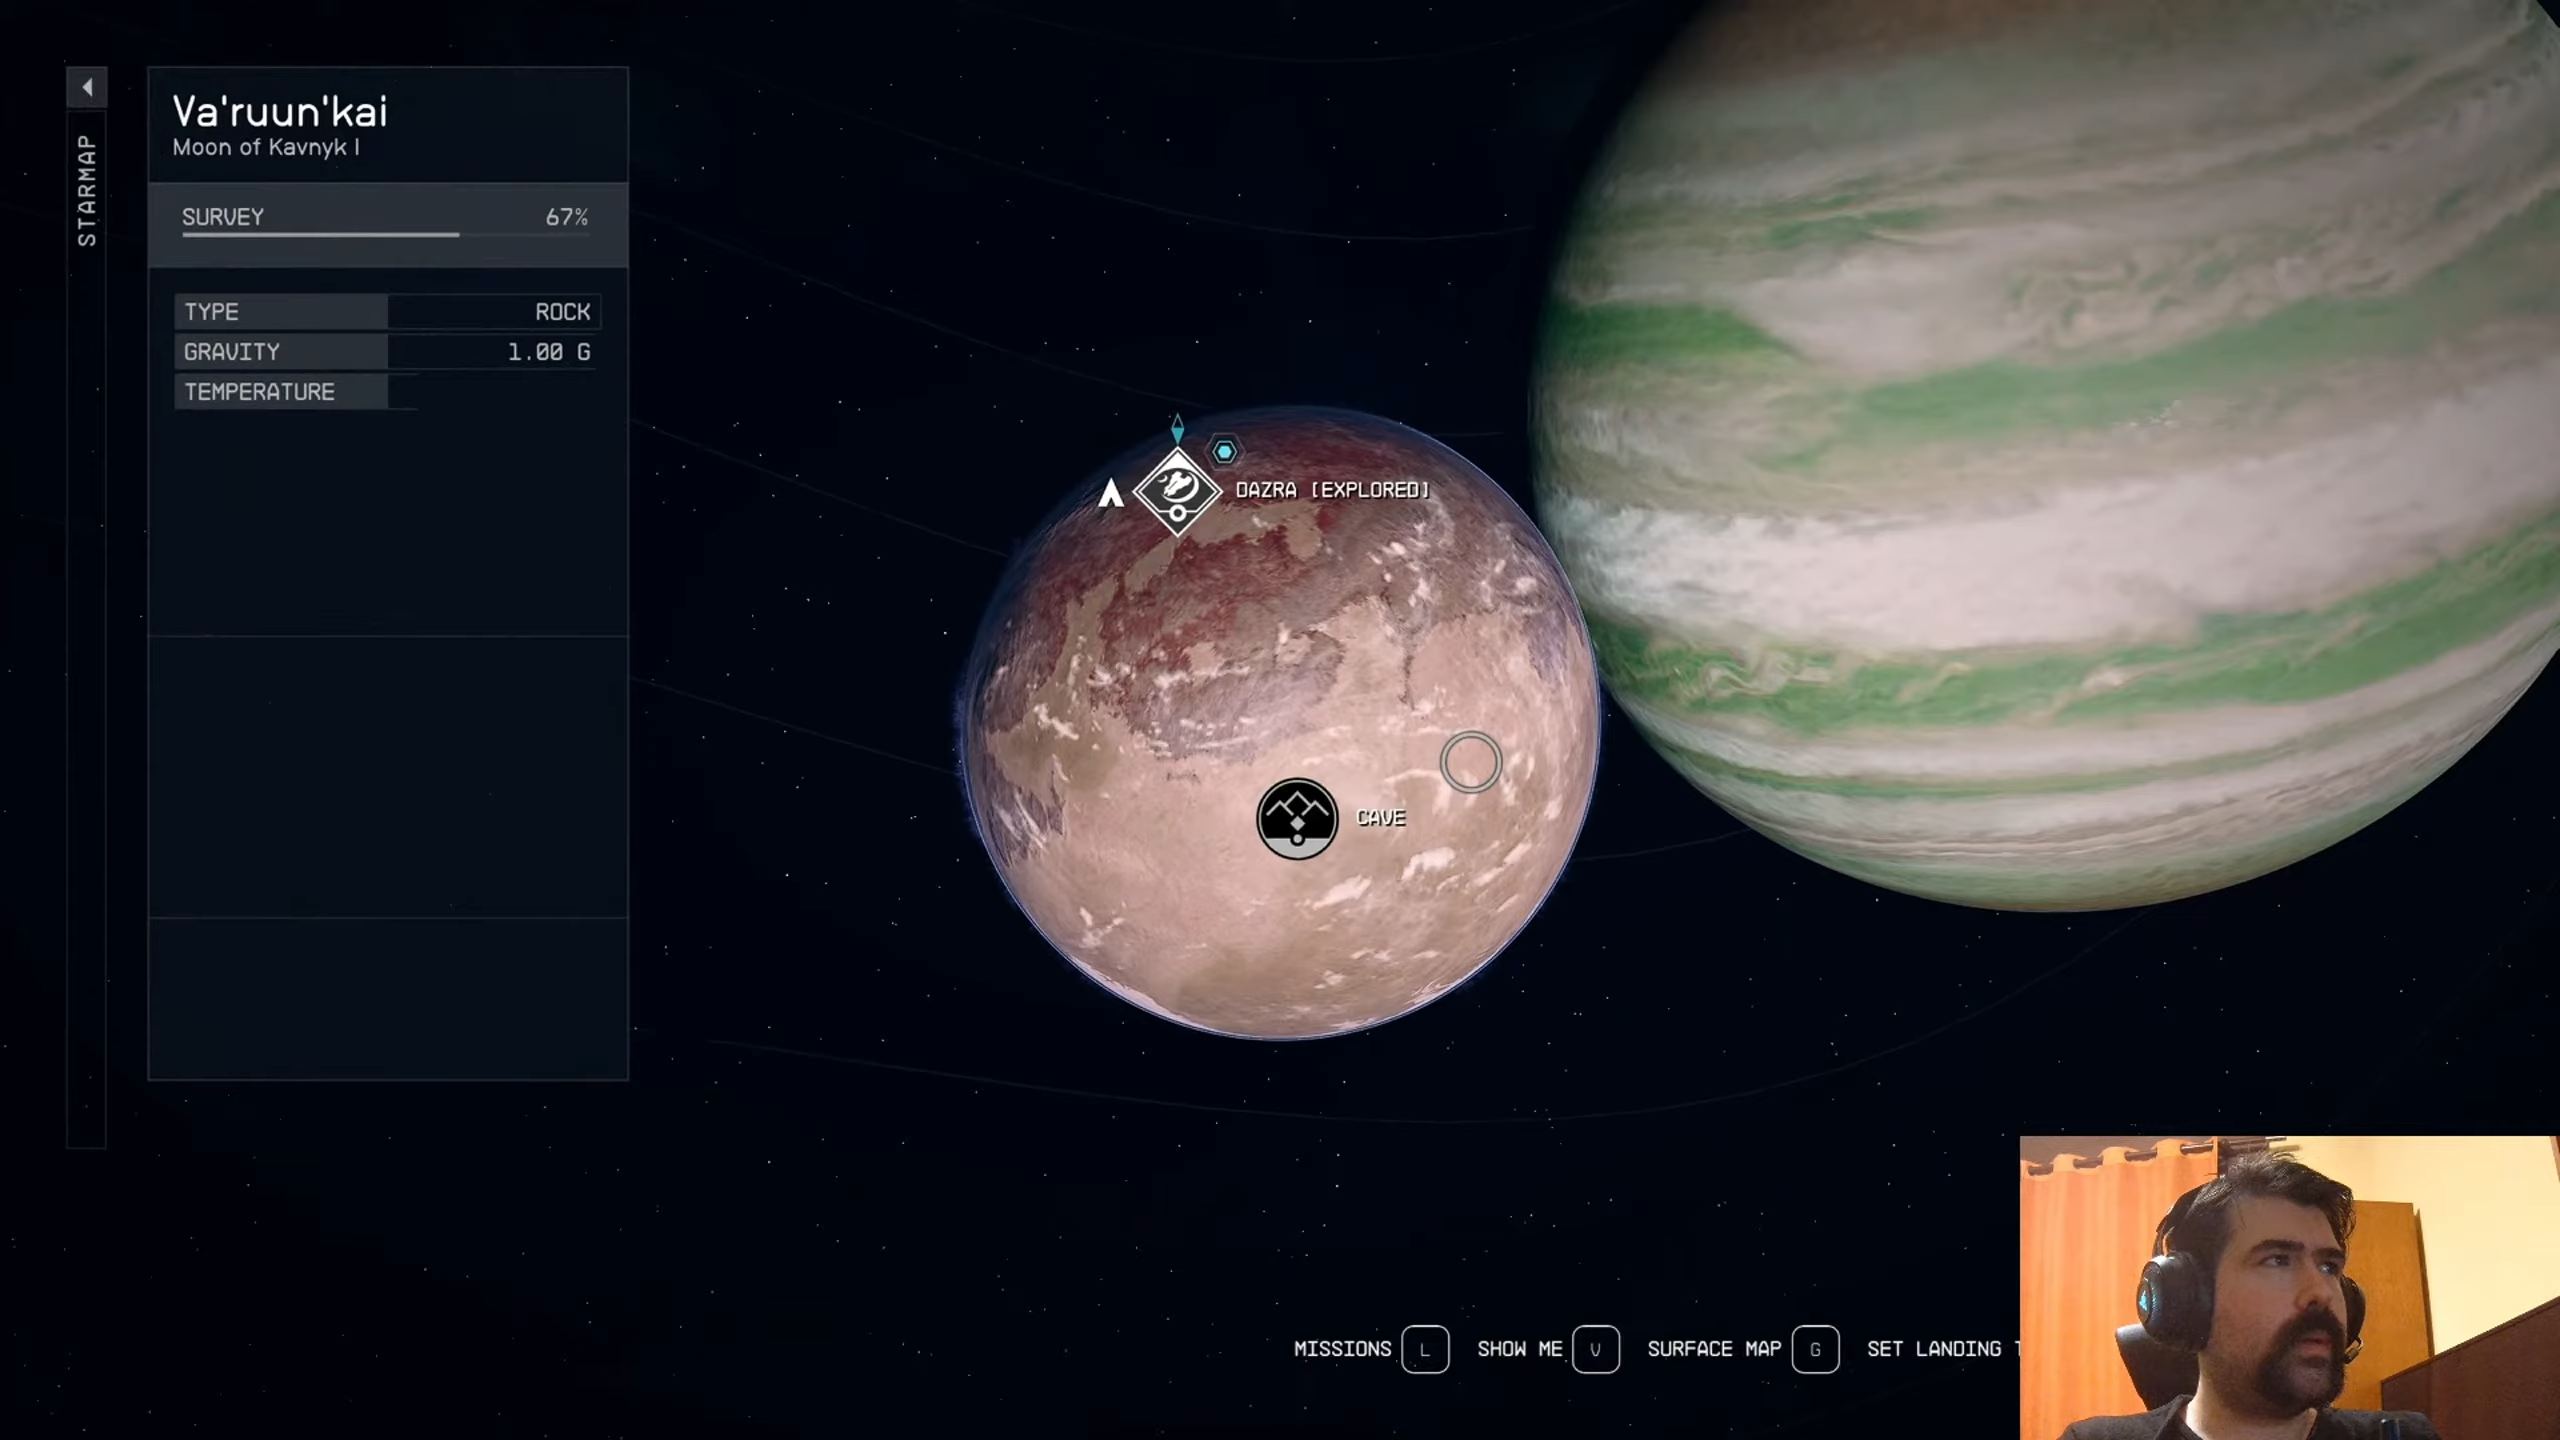 STARMAP
Va'ruun'kai
Moon of Kavnyk I
SURVEY 67%
TYPE ROCK
GRAVITY 1.00 G
TEMPERATURE
DAZRA [EXPLORED]
CAVE
MISSIONS L SHOW ME V SURFACE MAP G SET LANDING